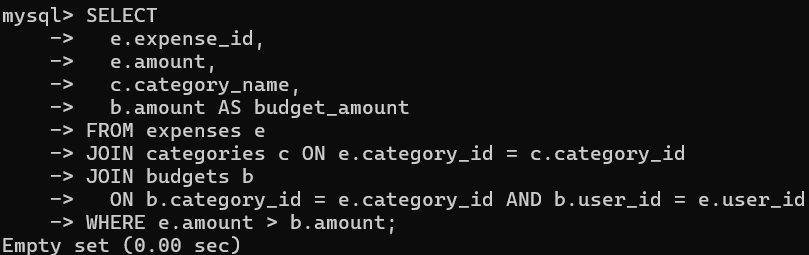 mysql> SELECT
    ->   e.expense_id,
    ->   e.amount,
    ->   c.category_name,
    ->   b.amount AS budget_amount
    -> FROM expenses e
    -> JOIN categories c ON e.category_id = c.category_id
    -> JOIN budgets b
    ->   ON b.category_id = e.category_id AND b.user_id = e.user_id
    -> WHERE e.amount > b.amount;
Empty set (0.00 sec)